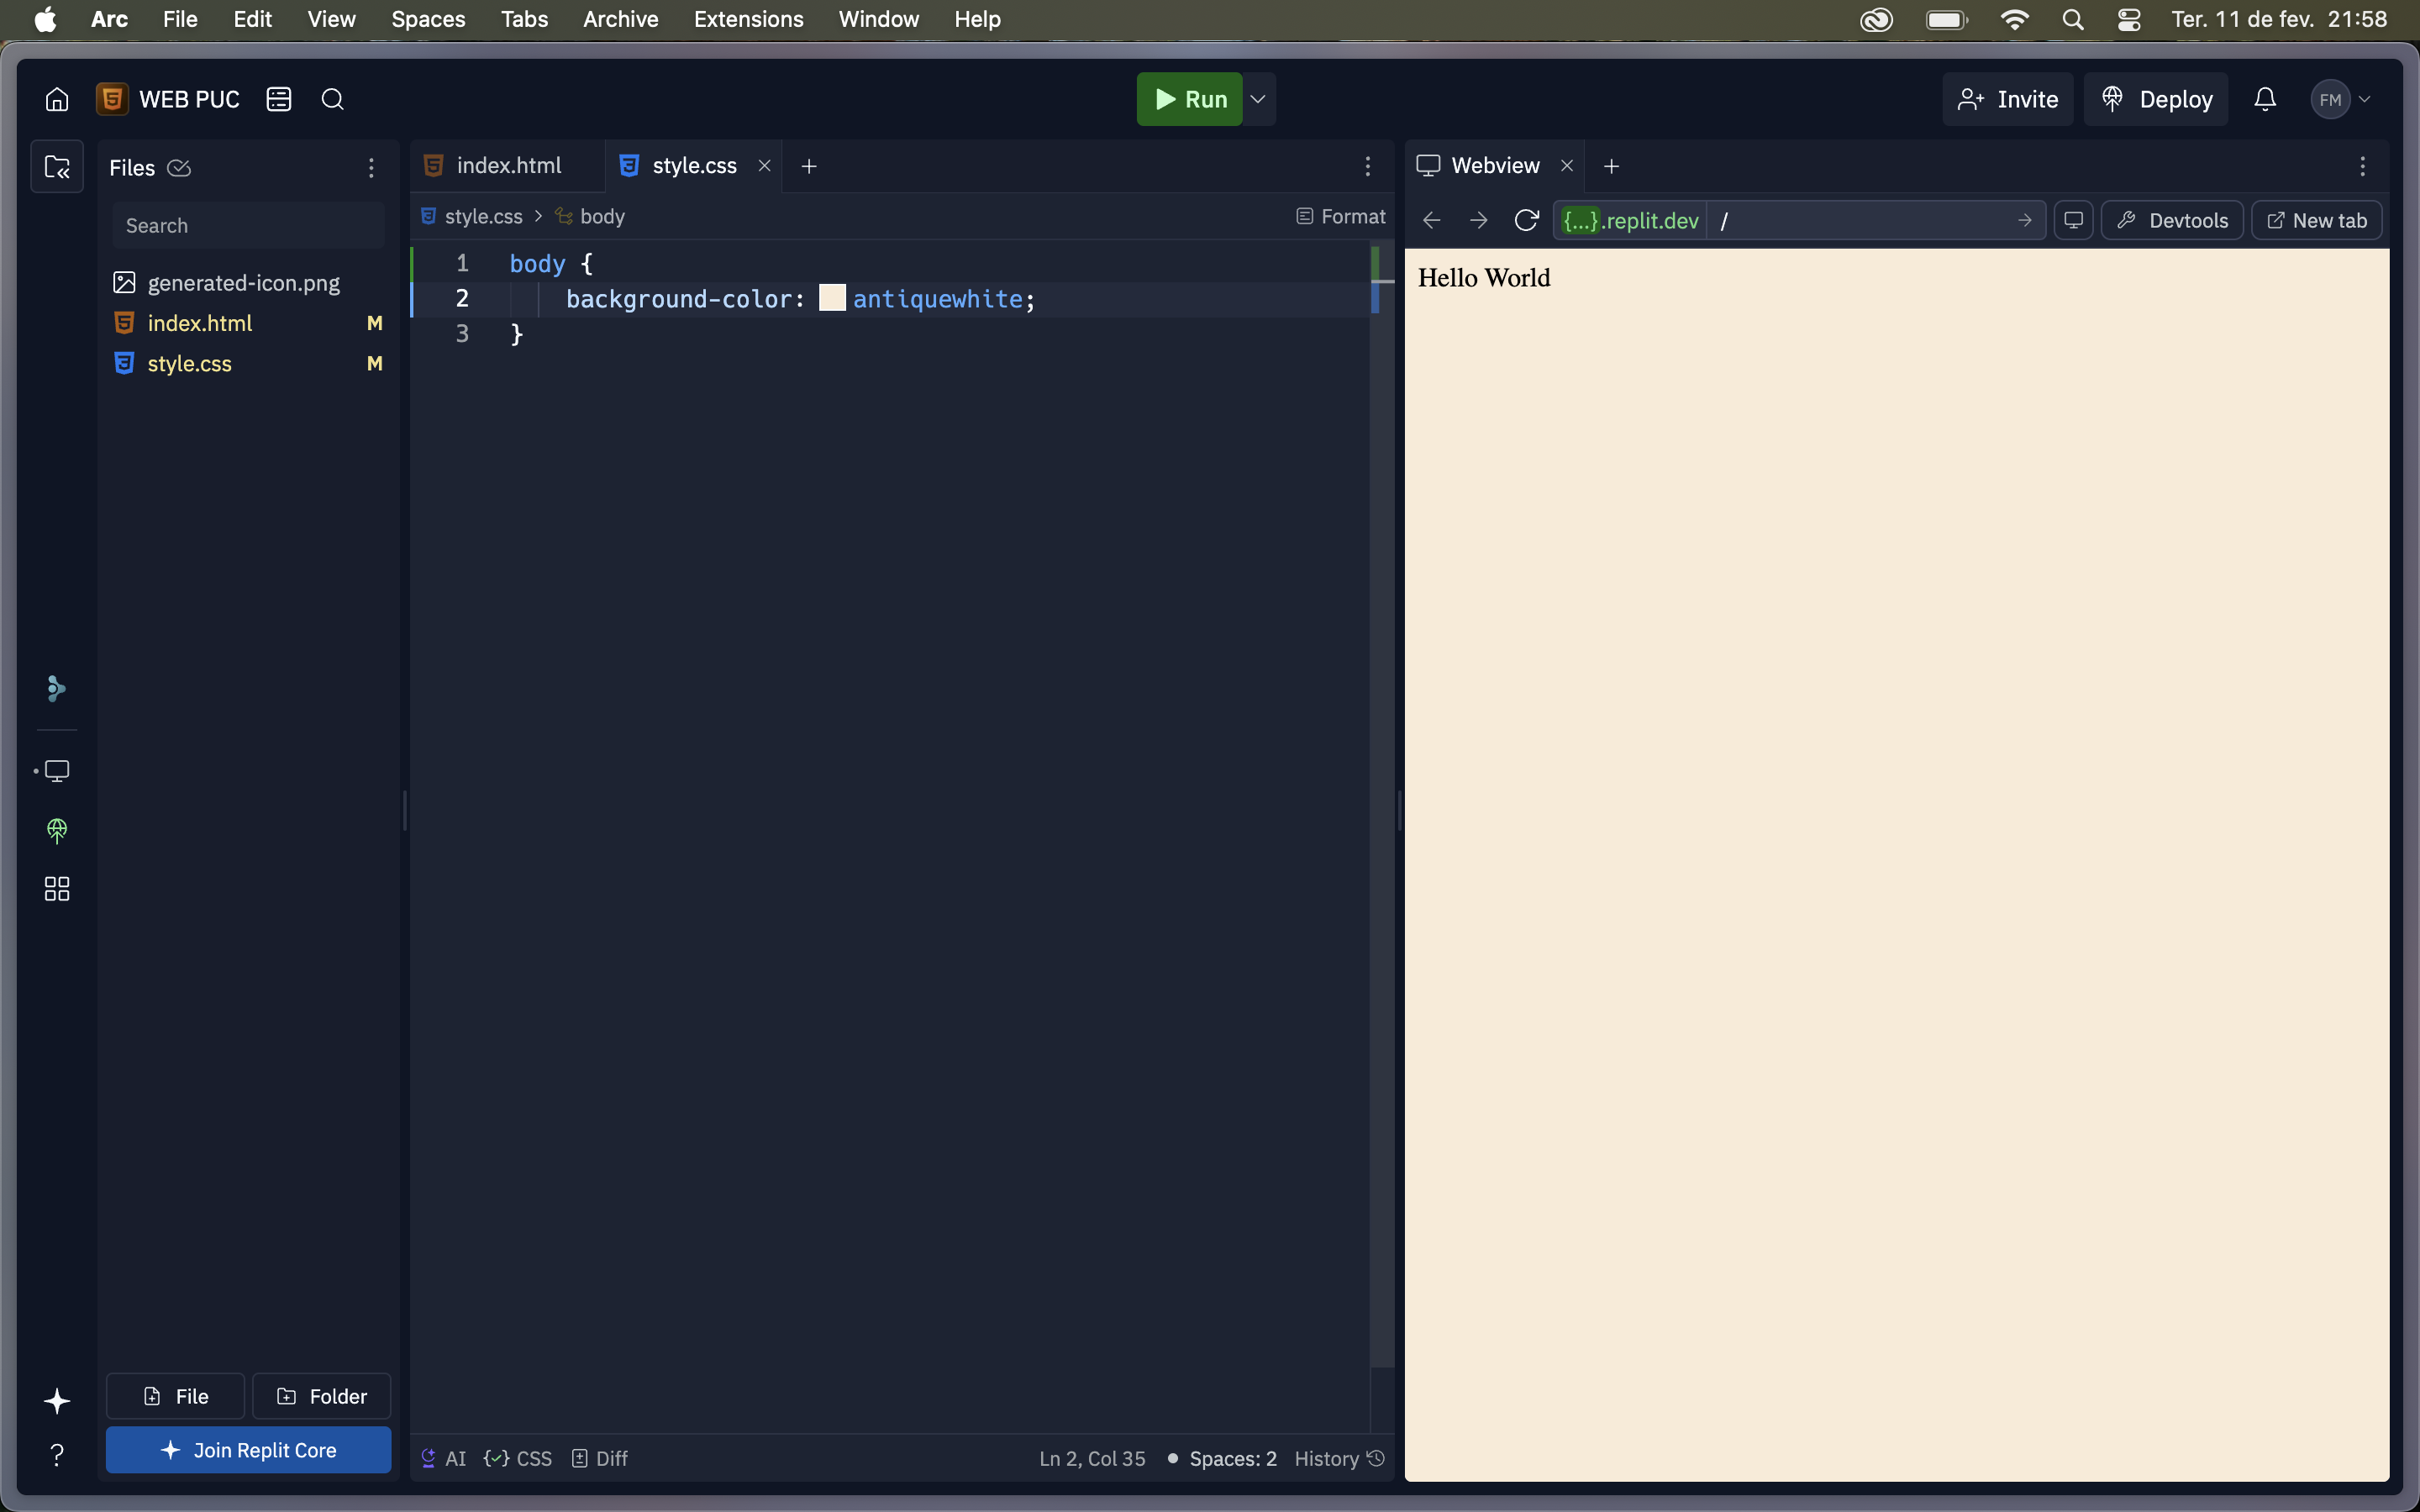 Arc File Edit View Spaces Tabs Archive Extensions Window Help Ter. 11 de fev. 21:58
WEB PUC Run Invite Deploy FM
Files
Search
generated-icon.png
index.html M
style.css M
File Folder
Join Replit Core
index.html style.css
style.css > body Format
1 body {
2 background-color: antiquewhite;
3 }
AI CSS Diff Ln 2, Col 35 Spaces: 2 History
Webview
{...}.replit.dev / Devtools New tab
Hello World